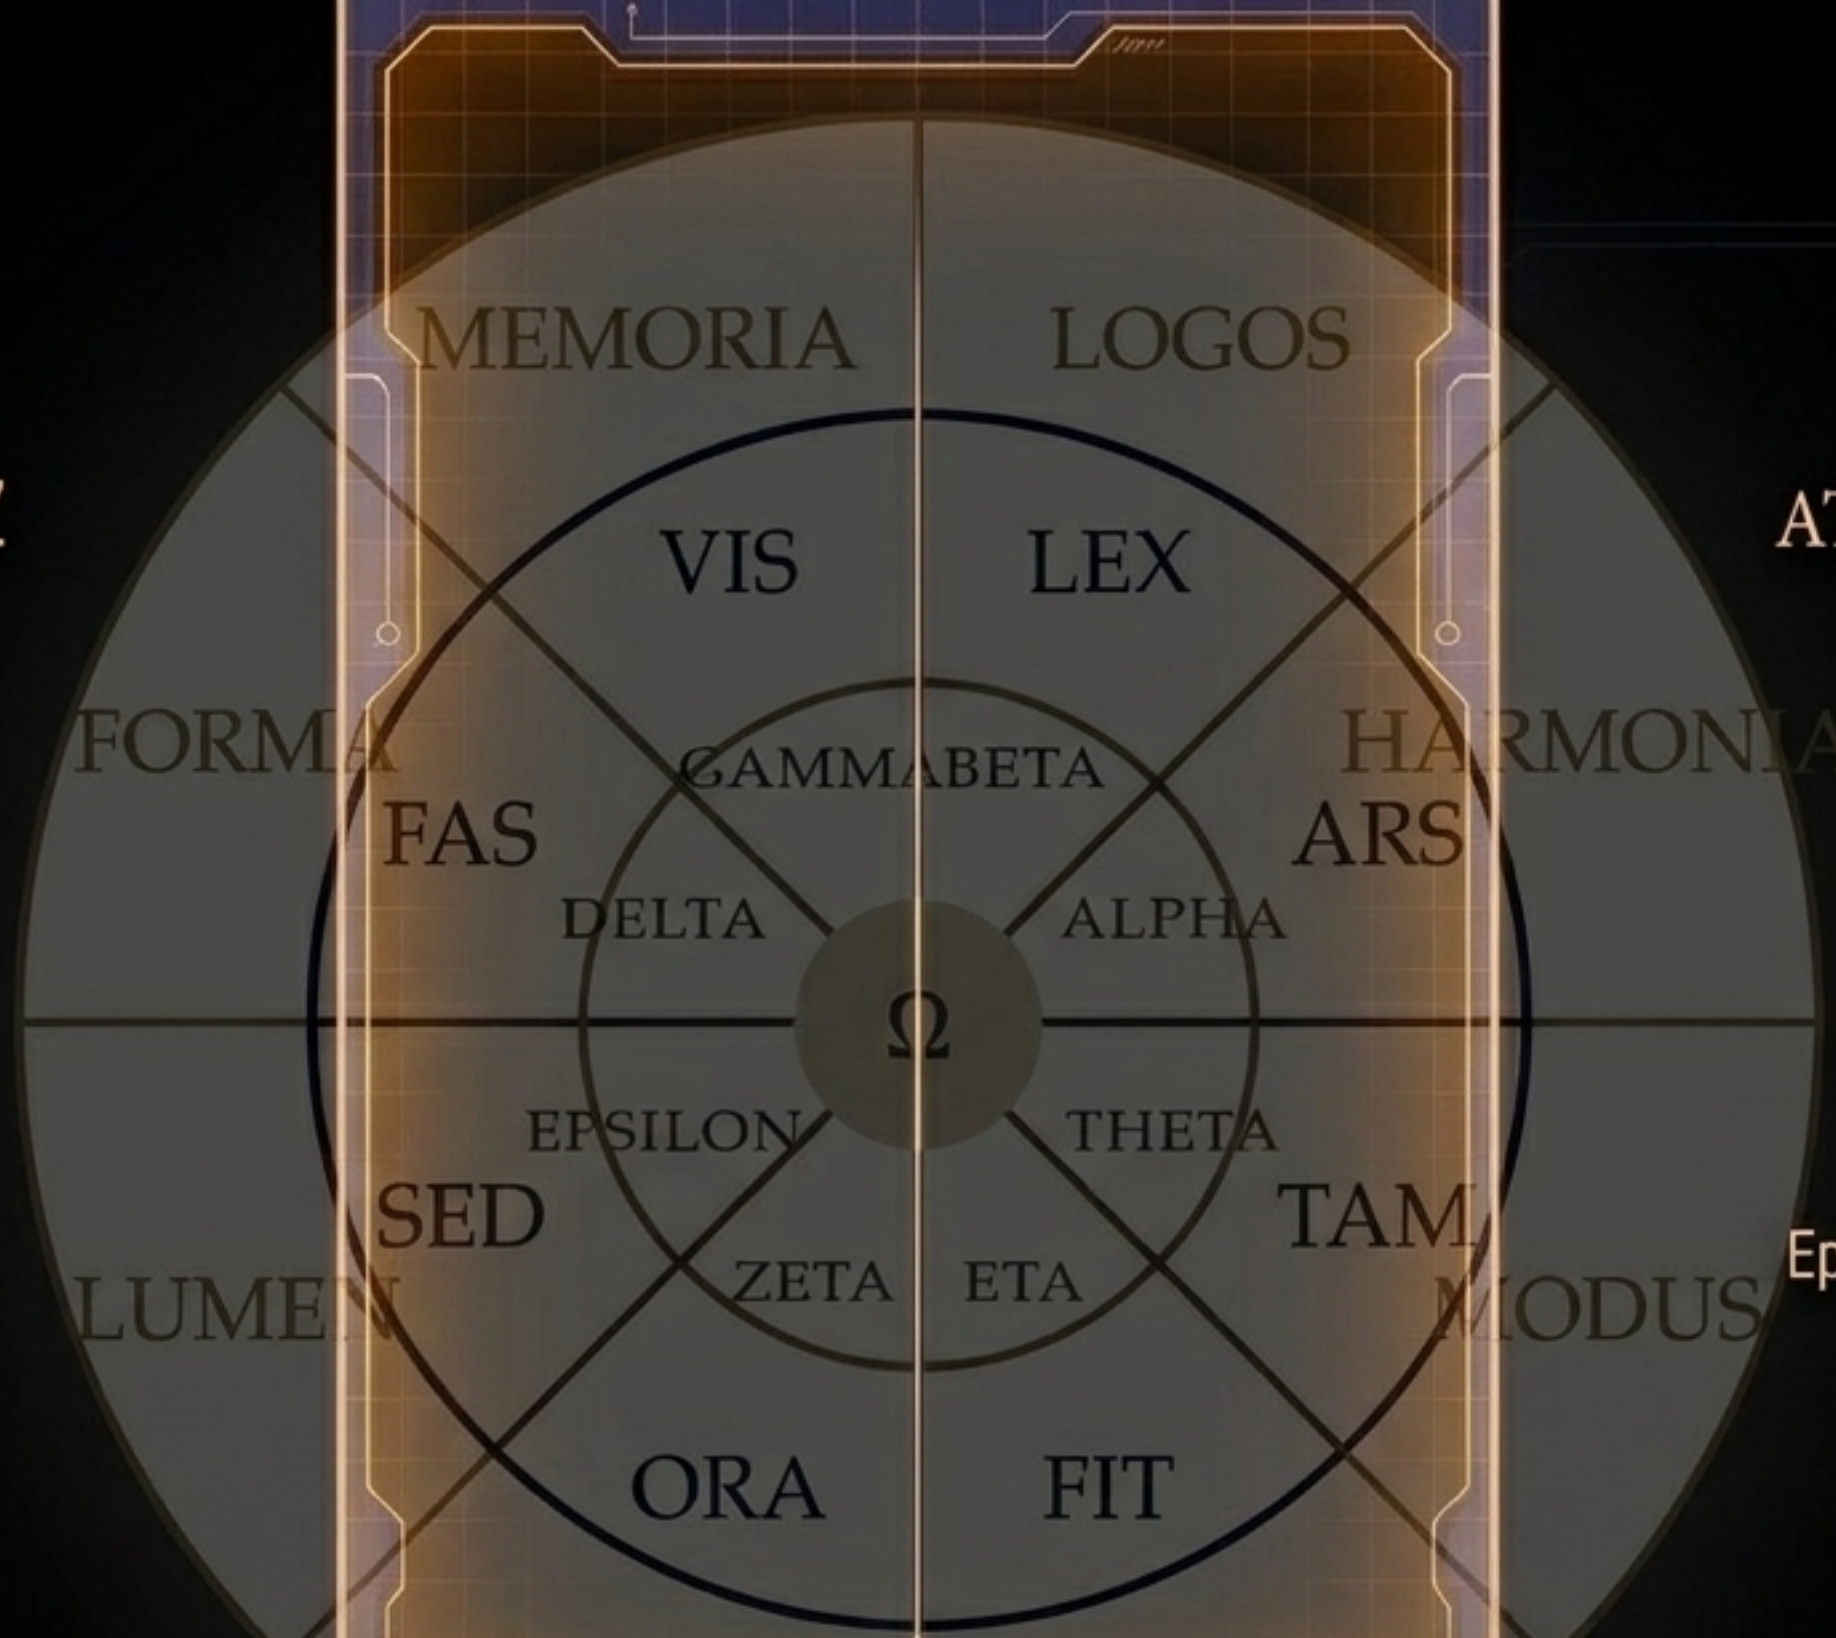 MEMORIA LOGOS
VIS LEX
FORMA HARMONIA
GAMMA BETA
FAS ARS
DELTA ALPHA
Ω
EPSILON THETA
SED TAM
ZETA ETA
LUMEN MODUS
ORA FIT